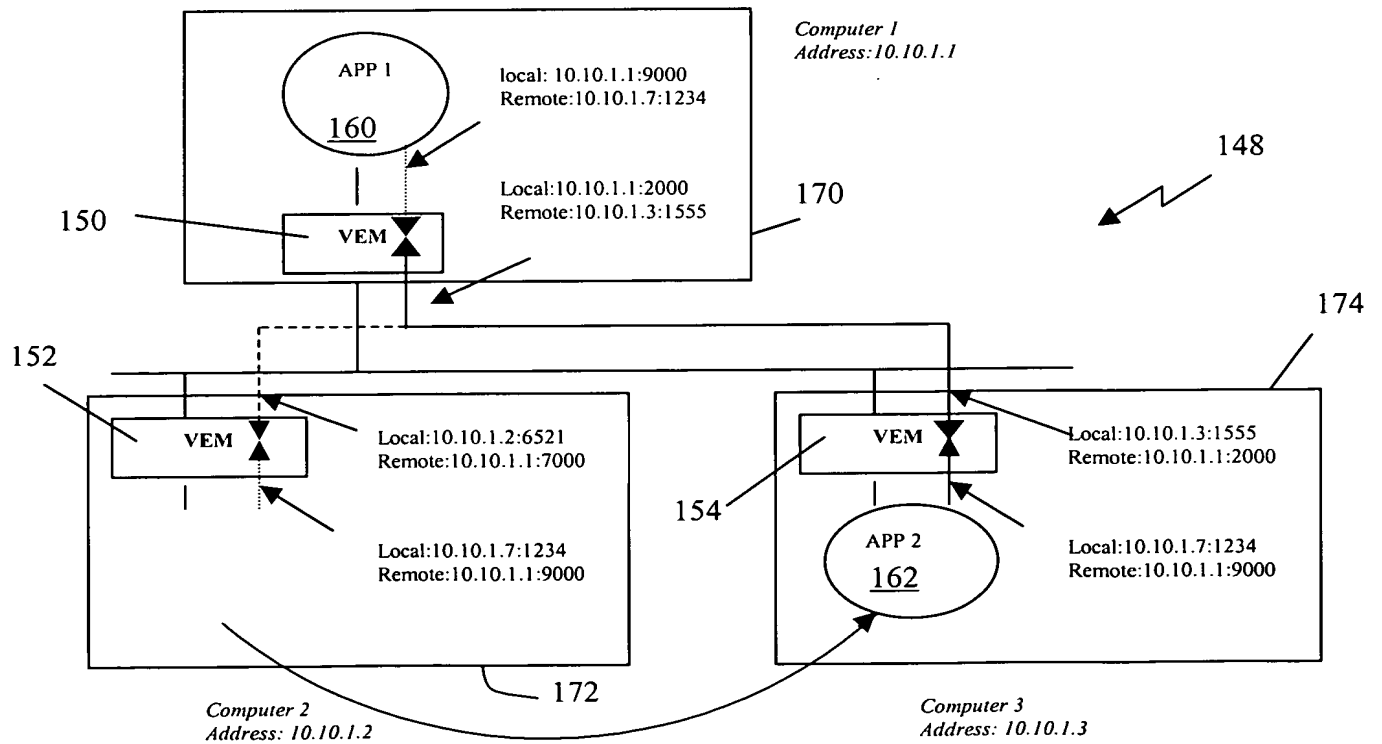 Computer 1
Address:10.10.1.1
APP 1
160
local: 10.10.1.1:9000
Remote:10.10.1.7:1234
148
Local:10.10.1.1:2000
Remote:10.10.1.3:1555
170
150
VEM
174
152
VEM
Local:10.10.1.2:6521
Remote:10.10.1.1:7000
VEM
Local:10.10.1.3:1555
Remote:10.10.1.1:2000
154
Local:10.10.1.7:1234
Remote:10.10.1.1:9000
APP 2
162
Local:10.10.1.7:1234
Remote:10.10.1.1:9000
172
Computer 2
Address: 10.10.1.2
Computer 3
Address: 10.10.1.3